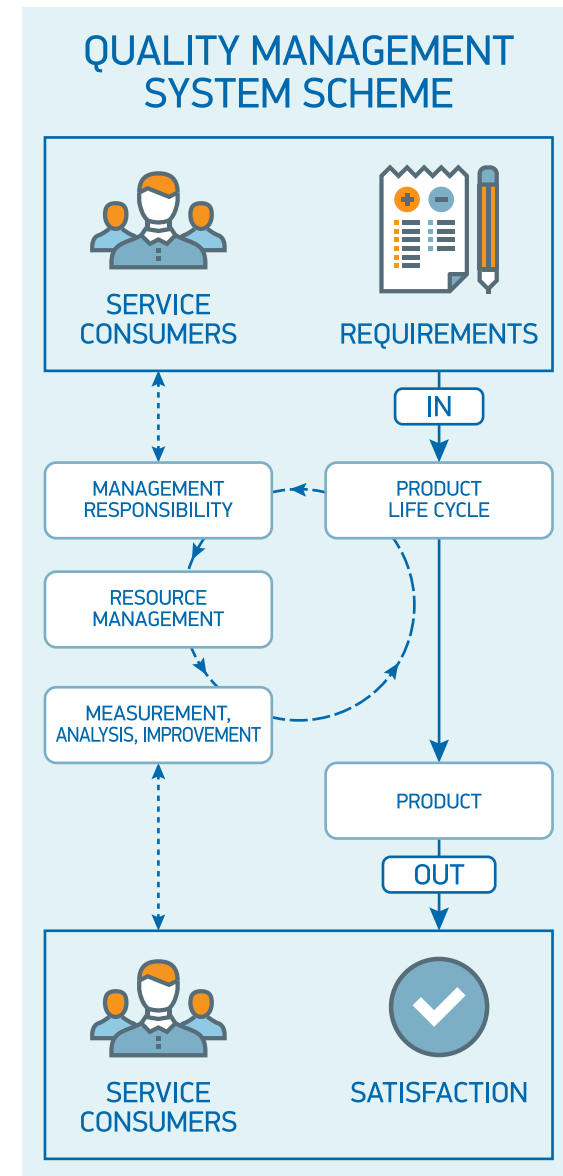 QUALITY MANAGEMENT
SYSTEM SCHEME
SERVICE
CONSUMERS
REQUIREMENTS
IN
MANAGEMENT
RESPONSIBILITY
PRODUCT
LIFE CYCLE
RESOURCE
MANAGEMENT
MEASUREMENT,
ANALYSIS, IMPROVEMENT
PRODUCT
OUT
SERVICE
CONSUMERS
SATISFACTION